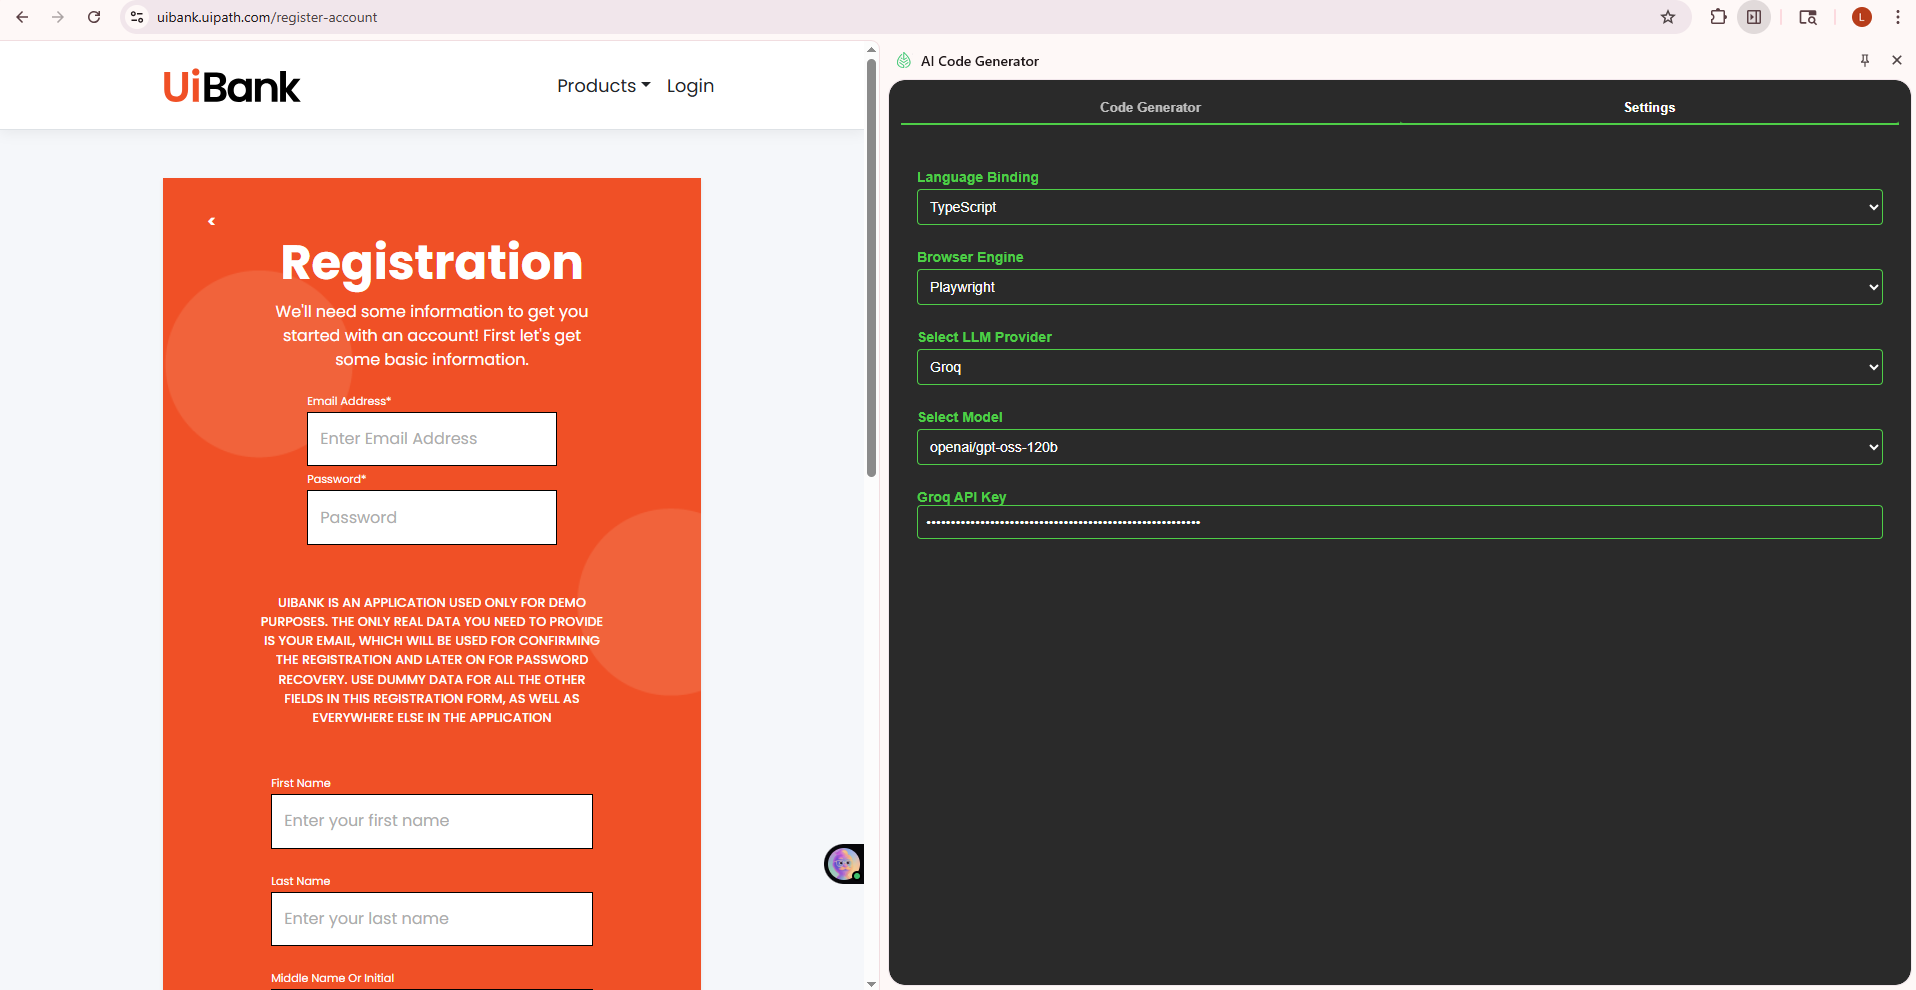 uibank.uipath.com/register-account
L
UiBank
Products
Login
Registration
We'll need some information to get you
started with an account! First let's get
some basic information.
Email Address*
Enter Email Address
Password*
Password
UIBANK IS AN APPLICATION USED ONLY FOR DEMO
PURPOSES. THE ONLY REAL DATA YOU NEED TO PROVIDE
IS YOUR EMAIL, WHICH WILL BE USED FOR CONFIRMING
THE REGISTRATION AND LATER ON FOR PASSWORD
RECOVERY. USE DUMMY DATA FOR ALL THE OTHER
FIELDS IN THIS REGISTRATION FORM, AS WELL AS
EVERYWHERE ELSE IN THE APPLICATION
First Name
Enter your first name
Last Name
Enter your last name
Middle Name Or Initial
AI Code Generator
Code Generator
Settings
Language Binding
TypeScript
Browser Engine
Playwright
Select LLM Provider
Groq
Select Model
openai/gpt-oss-120b
Groq API Key